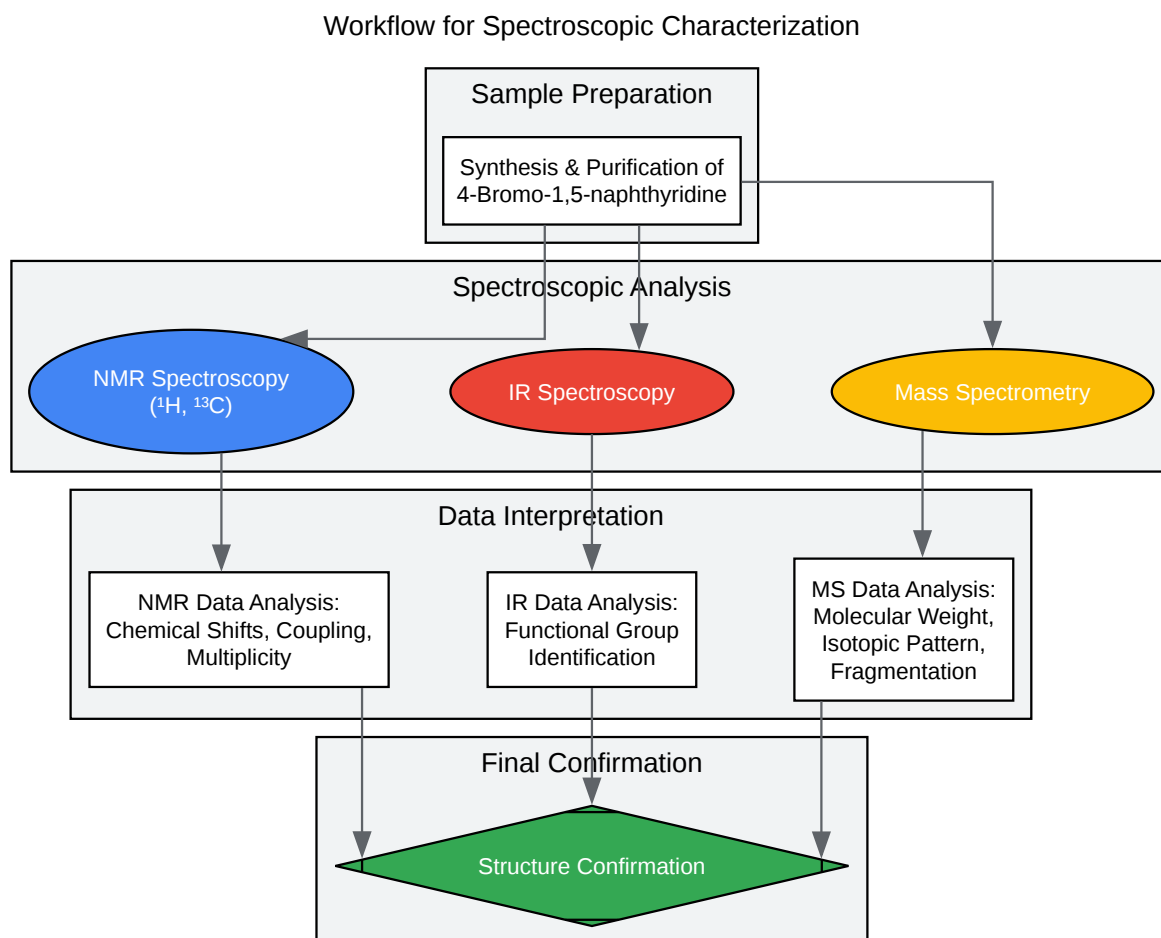 Workflow for Spectroscopic Characterization
Sample Preparation
Synthesis & Purification of
4-Bromo-1,5-naphthyridine
Spectroscopic Analysis
NMR Spectroscopy
(¹H, ¹³C)
IR Spectroscopy
Mass Spectrometry
Data Interpretation
NMR Data Analysis:
Chemical Shifts, Coupling,
Multiplicity
IR Data Analysis:
Functional Group
Identification
MS Data Analysis:
Molecular Weight,
Isotopic Pattern,
Fragmentation
Final Confirmation
Structure Confirmation